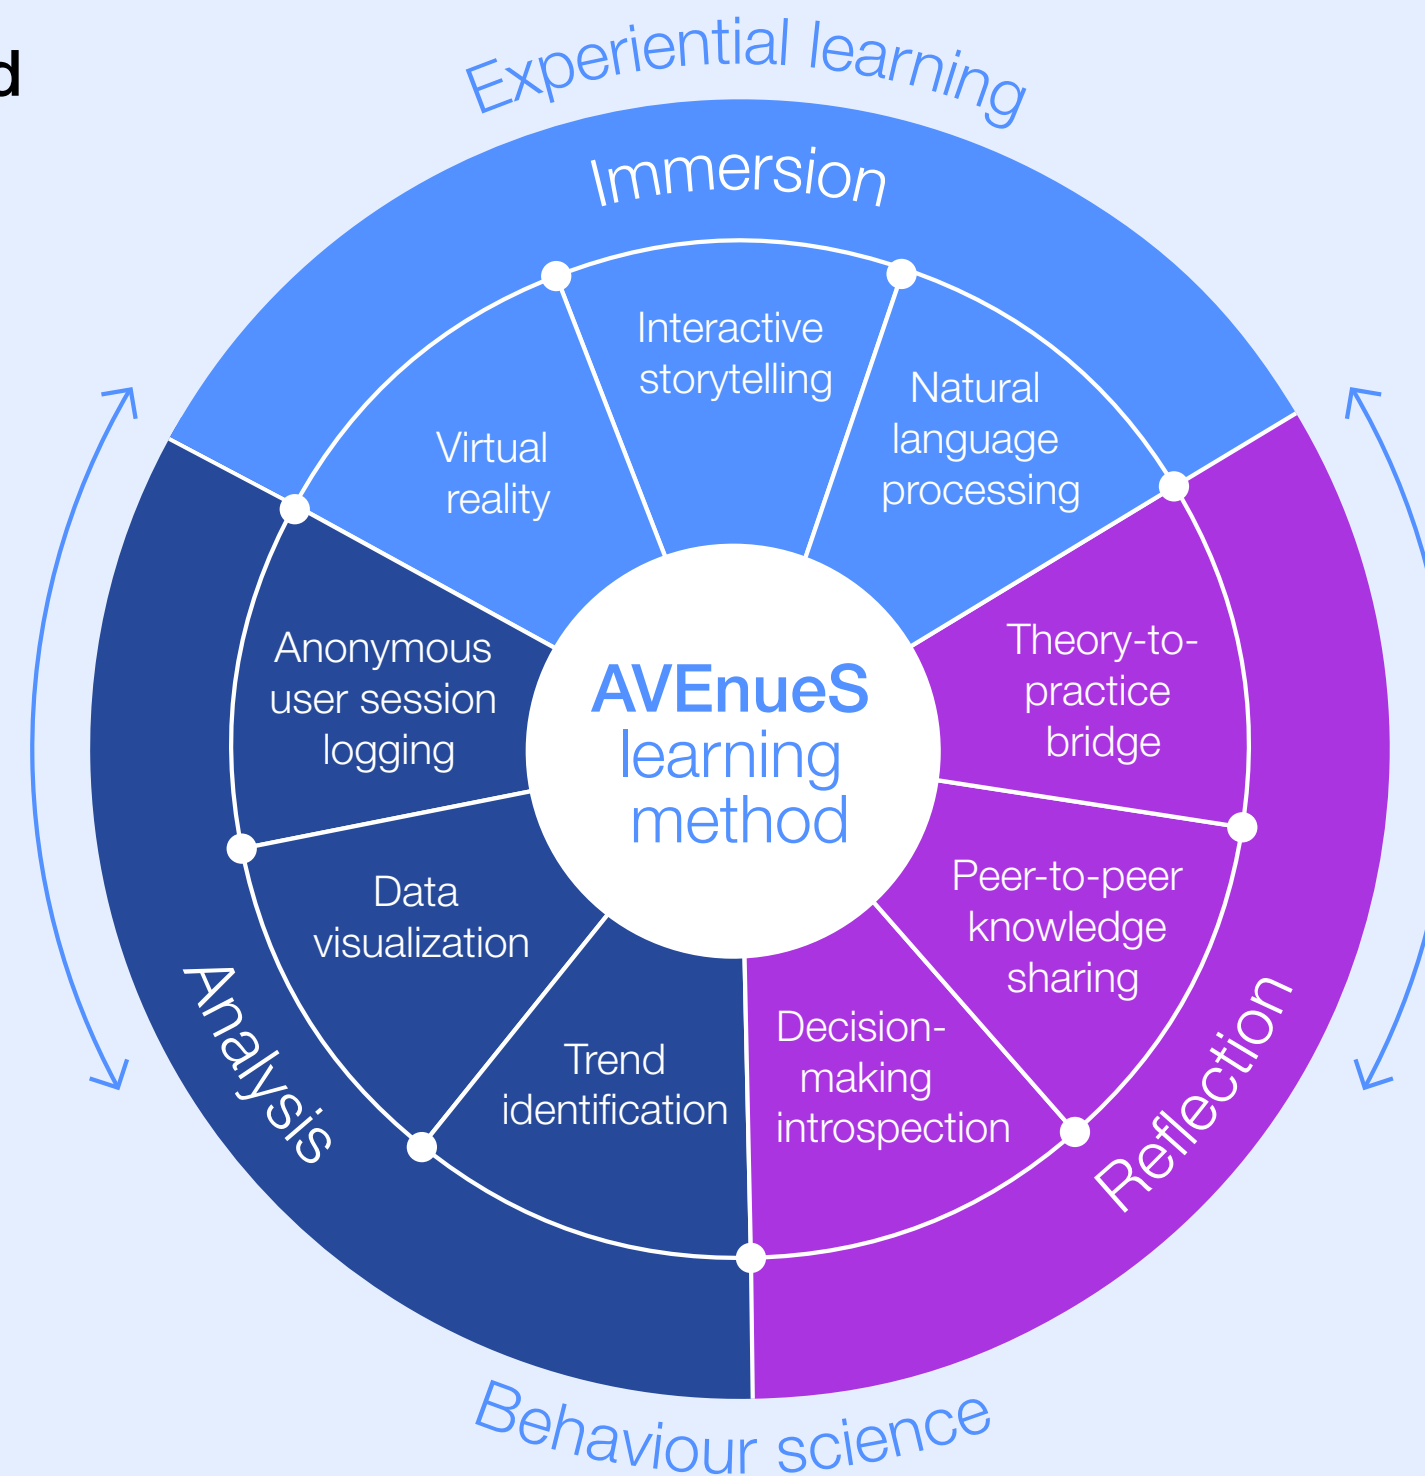 d
Experiential learning
Immersion
Interactive
storytelling
Natural
language
processing
Virtual
reality
Theory-to-
practice
bridge
Anonymous
user session
logging
AVEnueS
learning
method
Peer-to-peer
knowledge
sharing
Data
visualization
Decision-
making
introspection
Trend
identification
Analysis
Reflection
Behaviour science